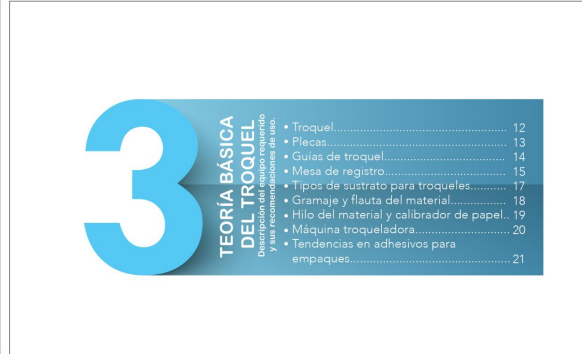 3
TEORÍA BÁSICA
DEL TROQUEL
Descripción del equipo requerido
y sus recomendaciones de uso.
• Troquel.................................................. 12
• Plecas..................................................... 13
• Guías de troquel................................... 14
• Mesa de registro................................... 15
• Tipos de sustrato para troqueles......... 17
• Gramaje y flauta del material.............. 18
• Hilo del material y calibrador de papel.. 19
• Máquina troqueladora......................... 20
• Tendencias en adhesivos para
empaques.............................................. 21